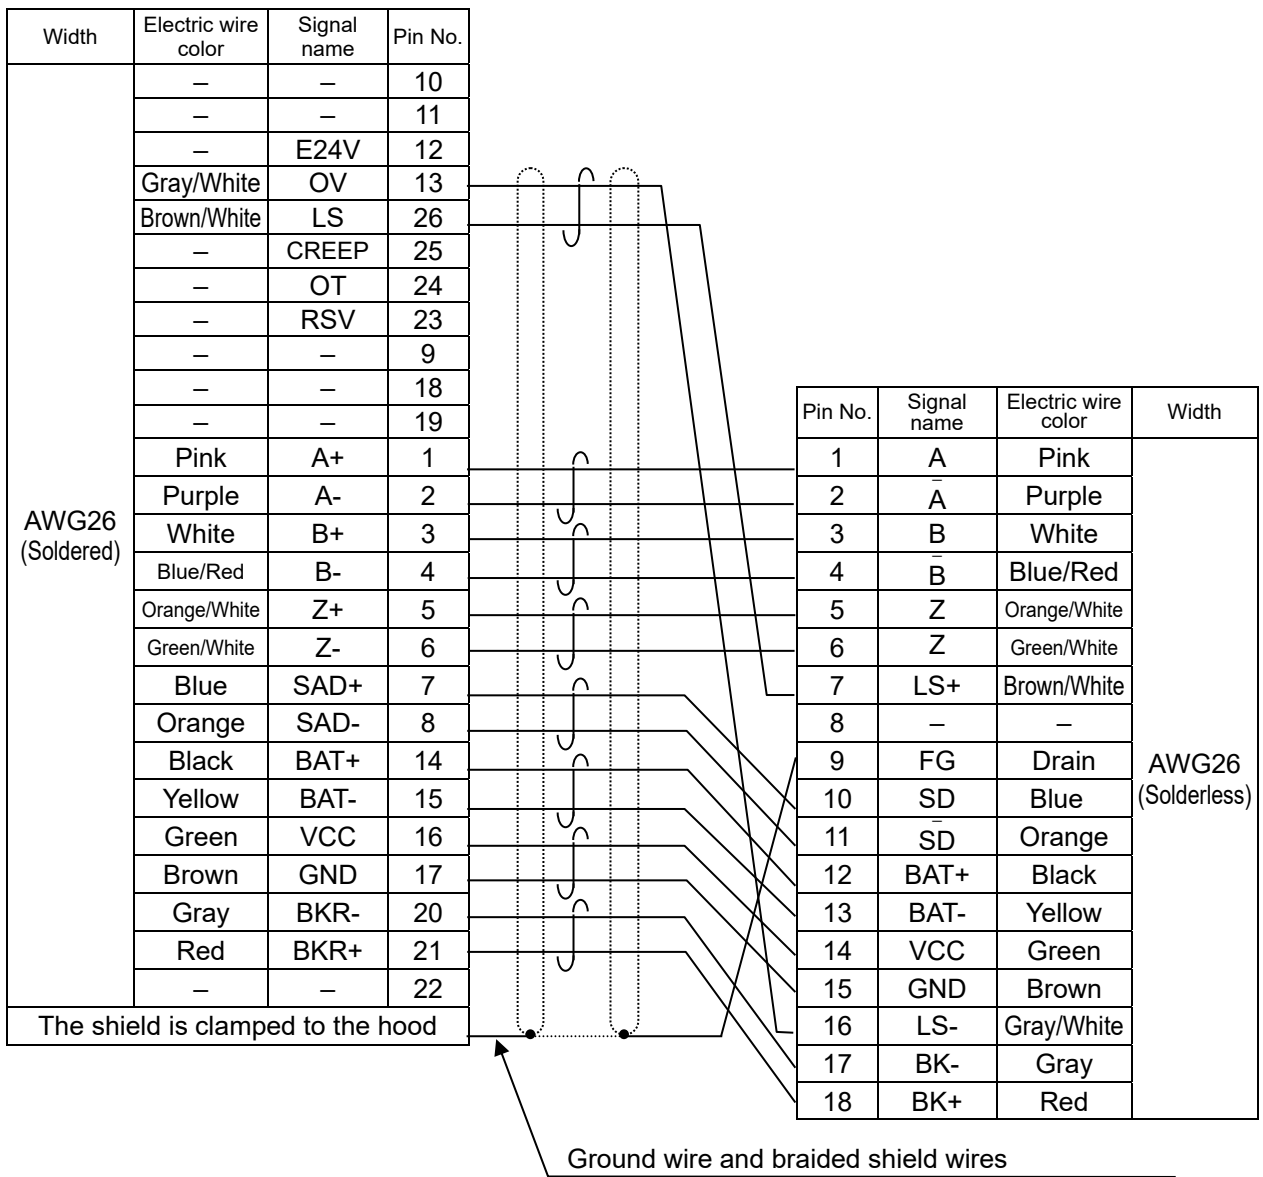 Width Electric wire color Signal name Pin No.
– – 10
– – 11
– E24V 12
Gray/White OV 13
Brown/White LS 26
– CREEP 25
– OT 24
– RSV 23
– – 9
– – 18
– – 19
Pink A+ 1
Purple A- 2
White B+ 3
Blue/Red B- 4
Orange/White Z+ 5
Green/White Z- 6
Blue SAD+ 7
Orange SAD- 8
Black BAT+ 14
Yellow BAT- 15
Green VCC 16
Brown GND 17
Gray BKR- 20
Red BKR+ 21
– – 22
AWG26
(Soldered)
The shield is clamped to the hood
Pin No. Signal name Electric wire color Width
1 A Pink
2 A̅ Purple
3 B White
4 B̅ Blue/Red
5 Z Orange/White
6 Z Green/White
7 LS+ Brown/White
8 – –
9 FG Drain
10 SD Blue
11 S̅D̅ Orange
12 BAT+ Black
13 BAT- Yellow
14 VCC Green
15 GND Brown
16 LS- Gray/White
17 BK- Gray
18 BK+ Red
AWG26
(Solderless)
Ground wire and braided shield wires